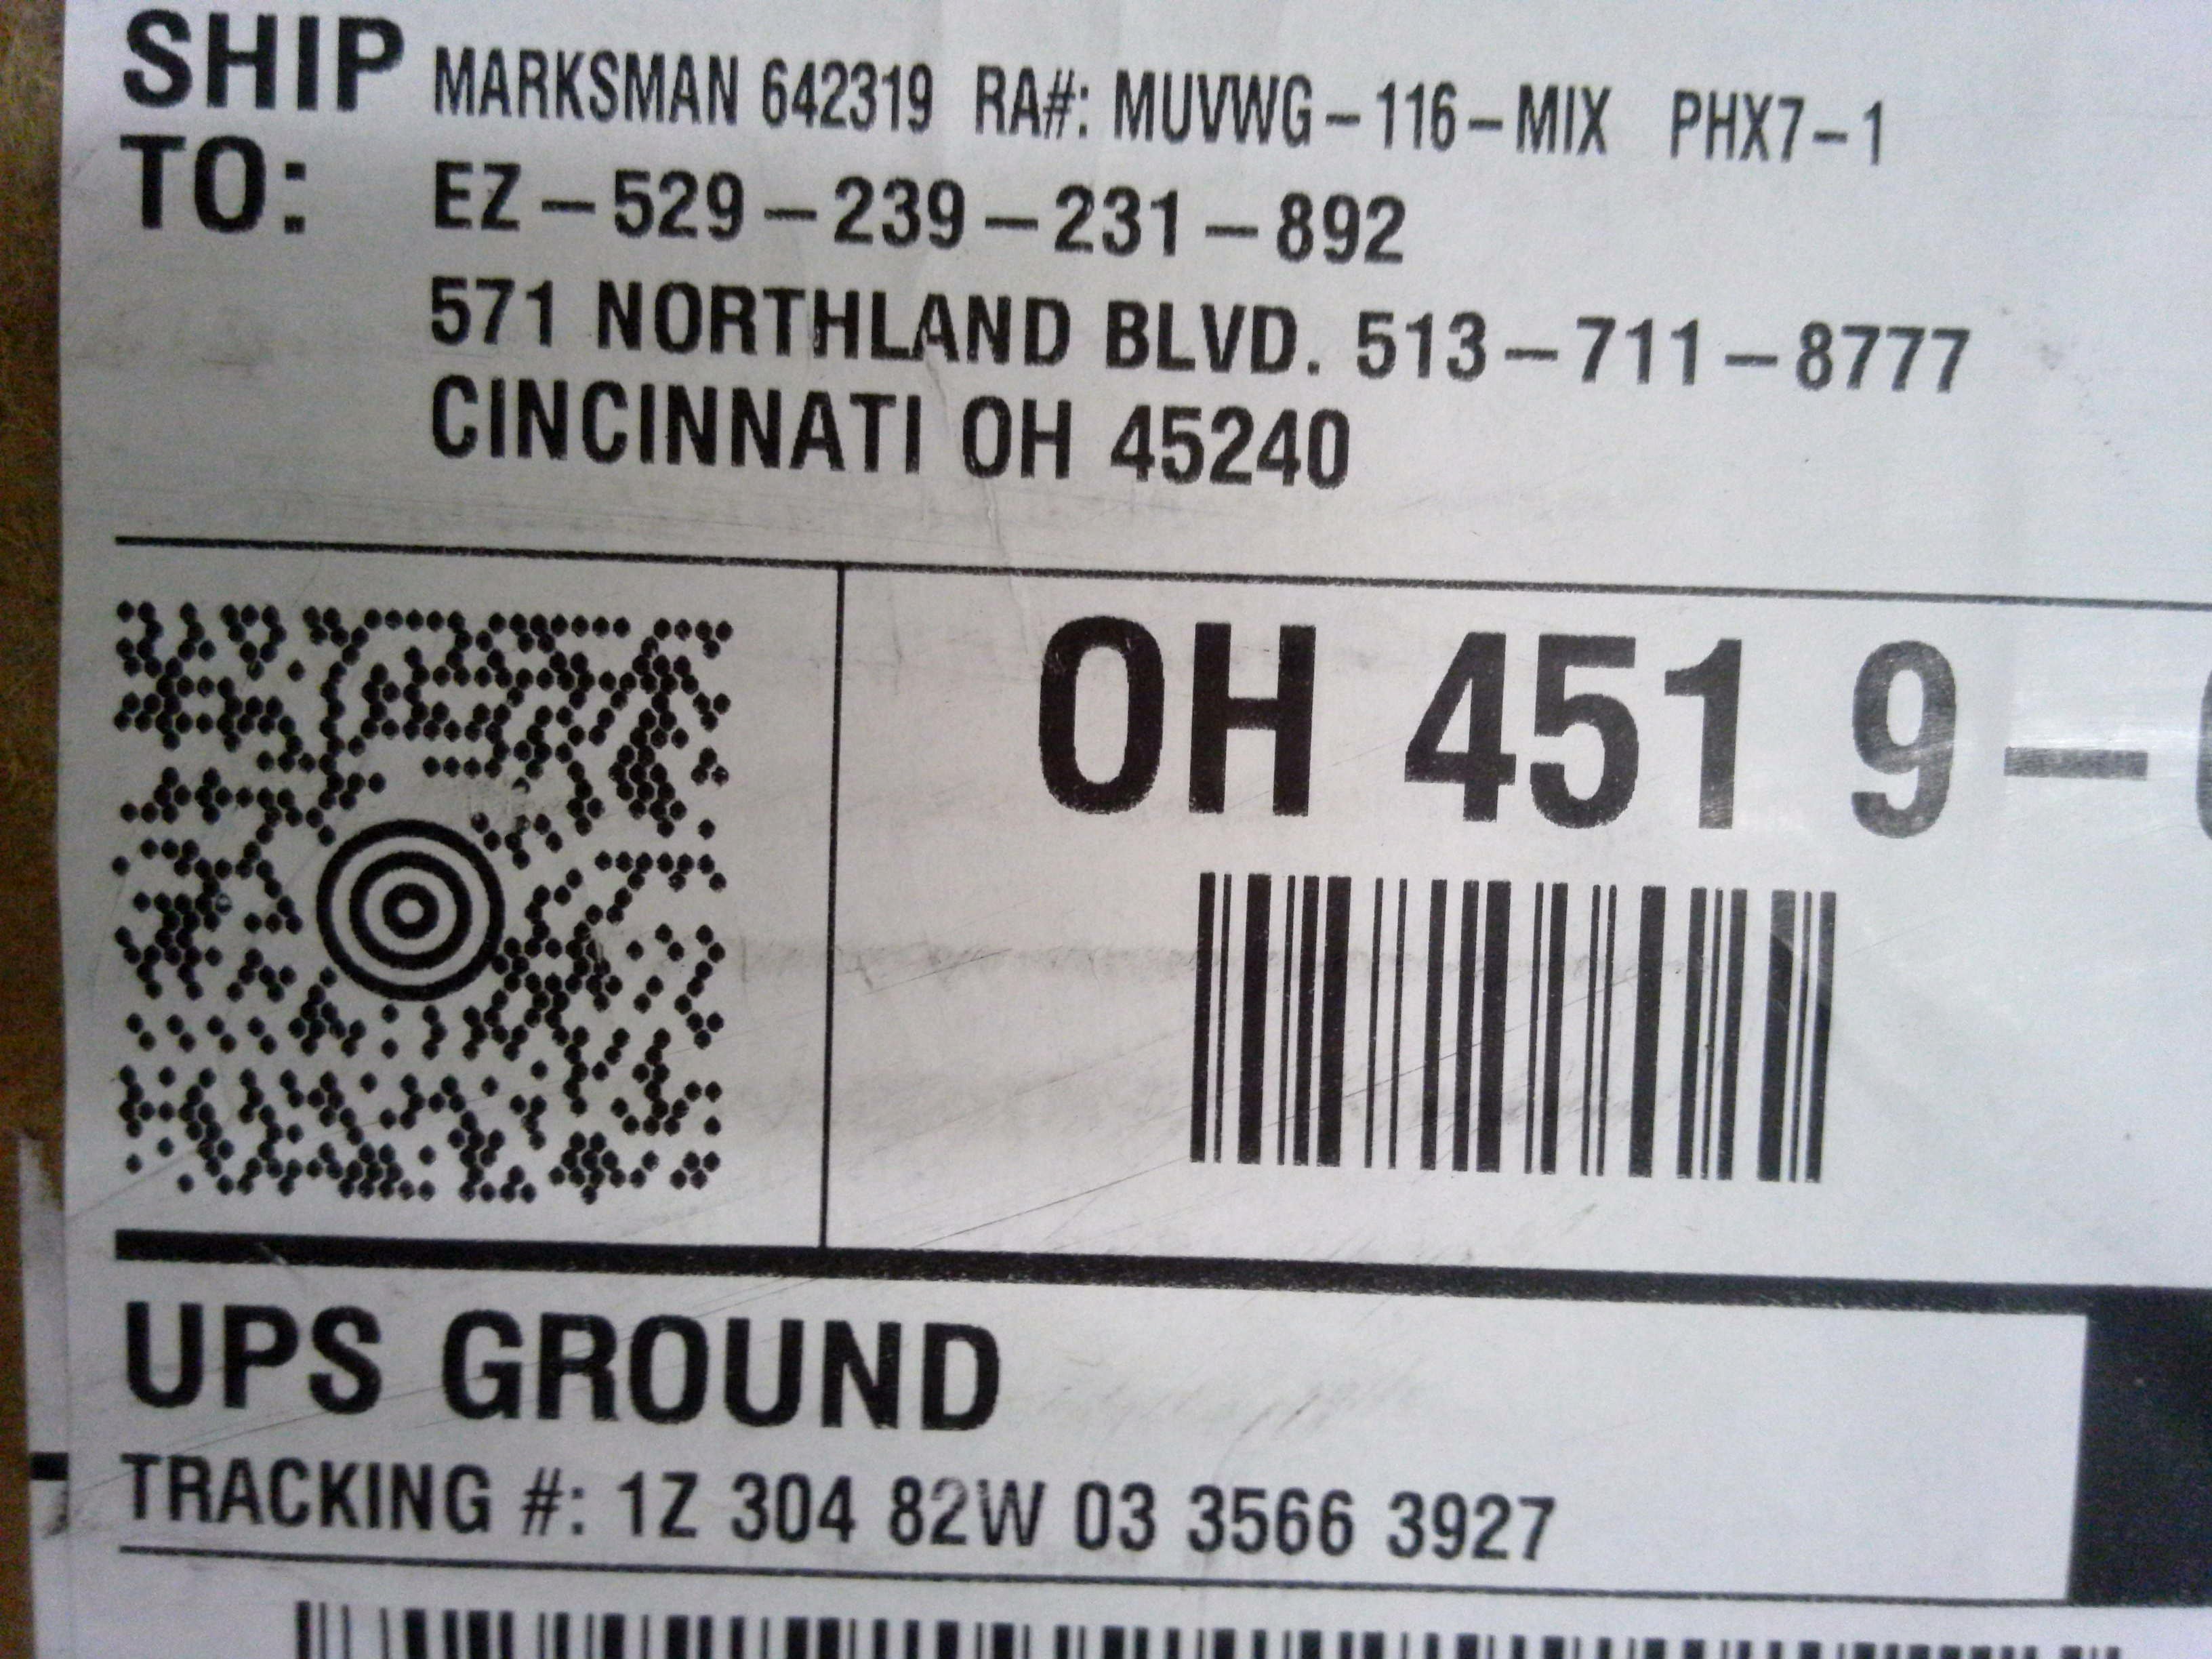 SHIP MARKSMAN 642319 RA#: MUVWG-116-MIX PHX7-1
TO: EZ-529-239-231-892
571 NORTHLAND BLVD. 513-711-8777
CINCINNATI OH 45240
OH 451 9-
UPS GROUND
TRACKING #: 1Z 304 82W 03 3566 3927